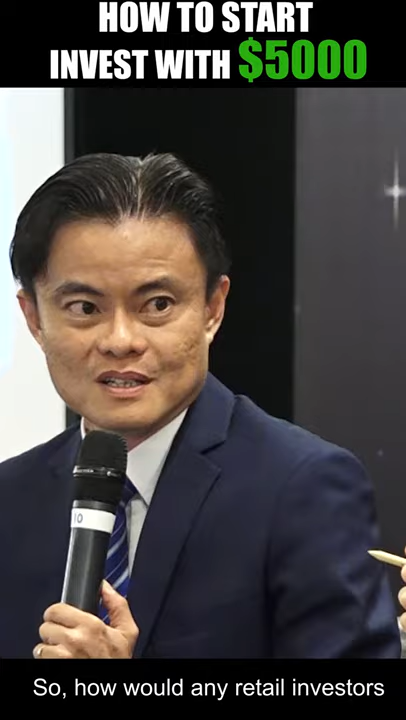 HOW TO START
INVEST WITH $5000
So, how would any retail investors